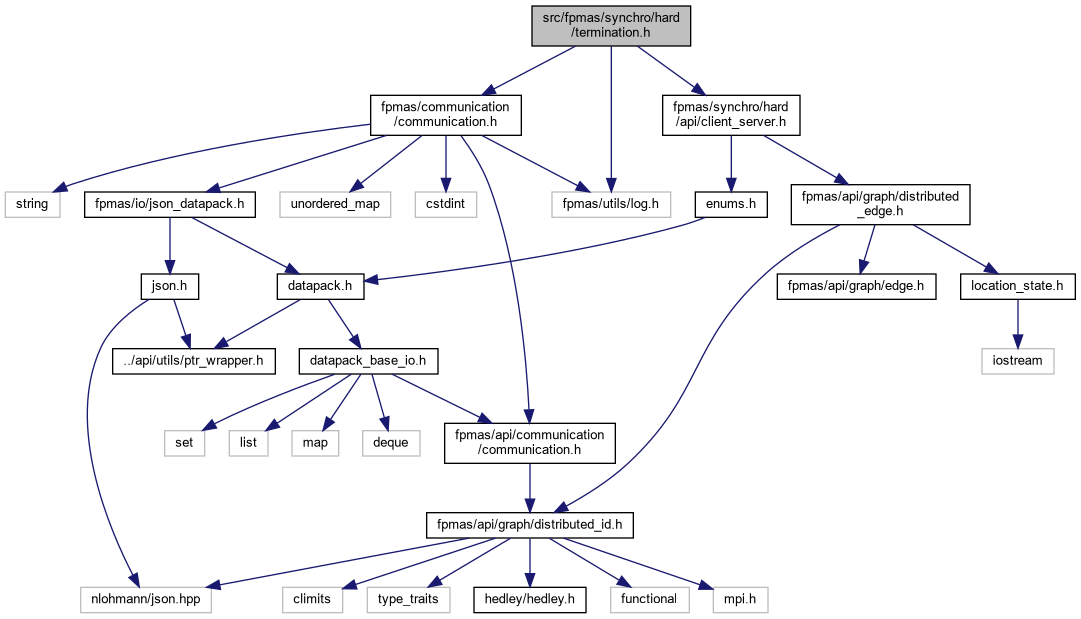 src/fpmas/synchro/hard
/termination.h
fpmas/communication
/communication.h
fpmas/synchro/hard
/api/client_server.h
string
fpmas/io/json_datapack.h
unordered_map
cstdint
fpmas/utils/log.h
enums.h
fpmas/api/graph/distributed
_edge.h
json.h
datapack.h
fpmas/api/graph/edge.h
location_state.h
../api/utils/ptr_wrapper.h
datapack_base_io.h
iostream
set
list
map
deque
fpmas/api/communication
/communication.h
fpmas/api/graph/distributed_id.h
nlohmann/json.hpp
climits
type_traits
hedley/hedley.h
functional
mpi.h